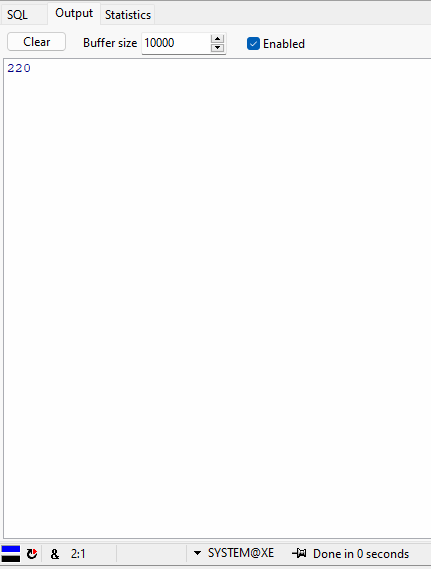 SQL Output Statistics
Clear Buffer size 10000 Enabled
220
& 2:1 SYSTEM@XE Done in 0 seconds